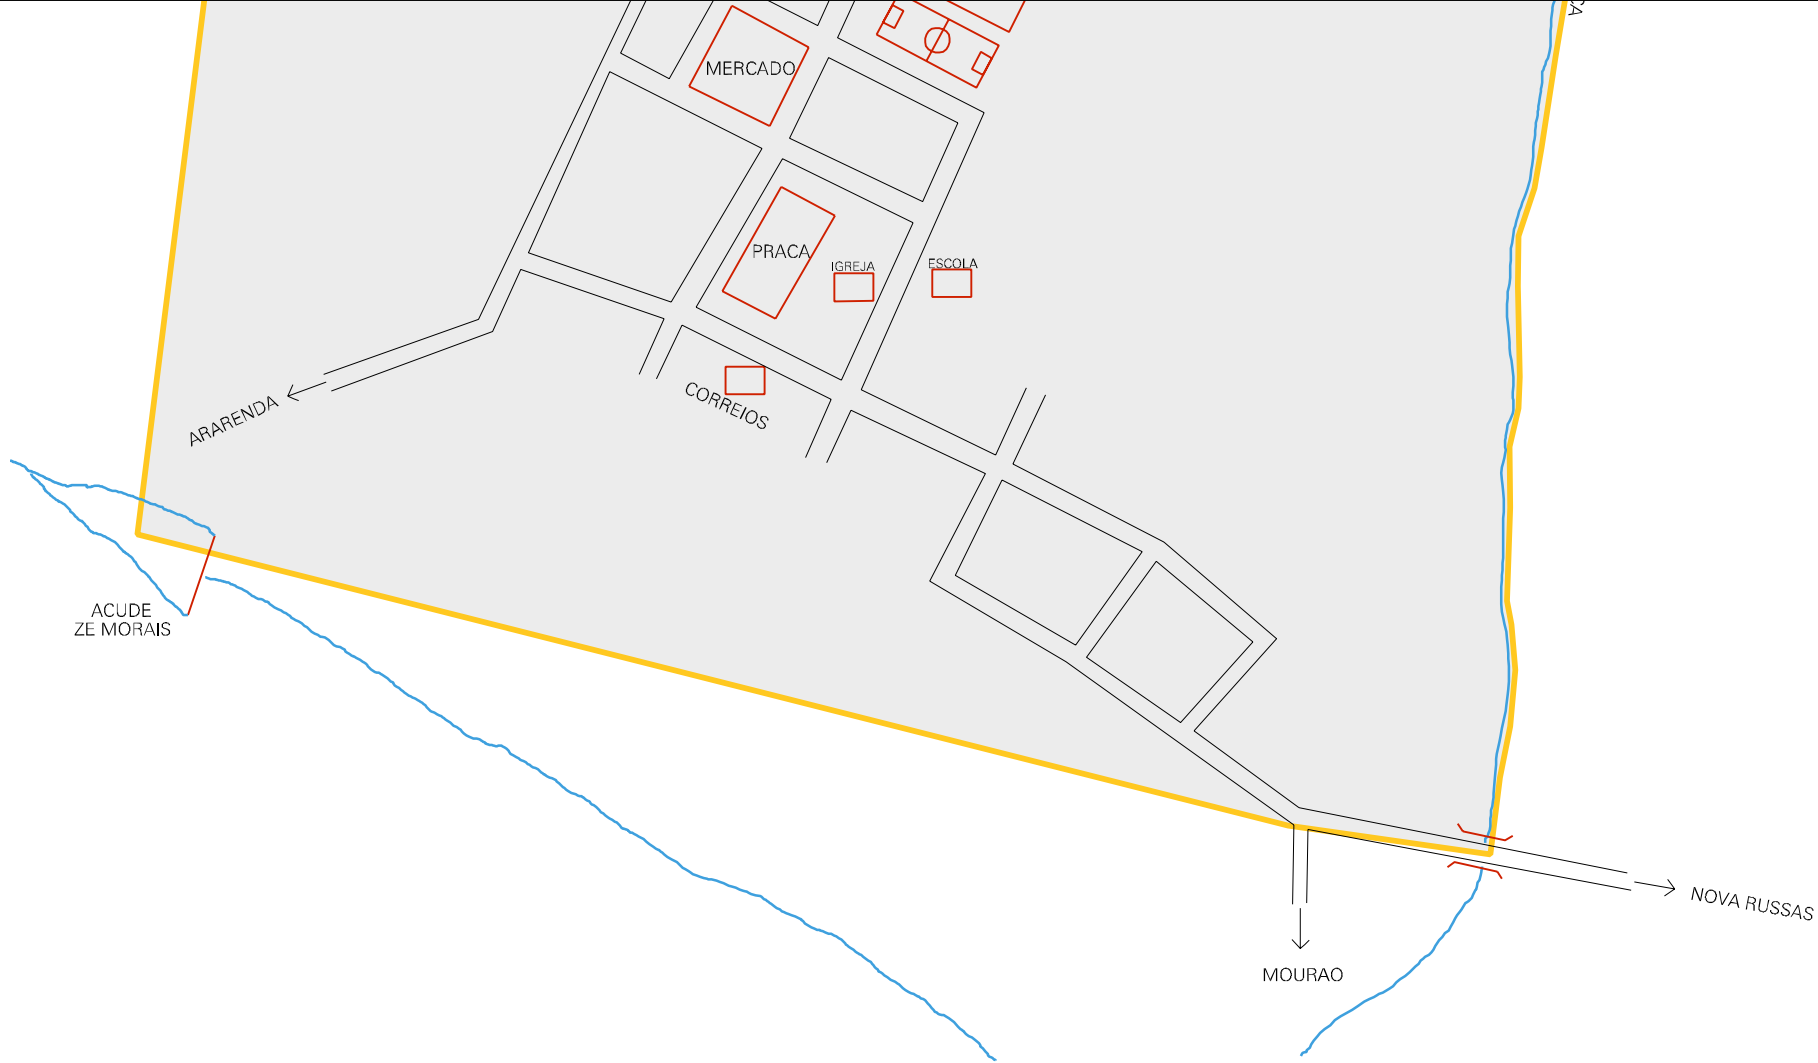 MERCADO
PRACA
IGREJA
ESCOLA
CORREIOS
ARARENDA
ACUDE
ZE MORAIS
NOVA RUSSAS
MOURAO